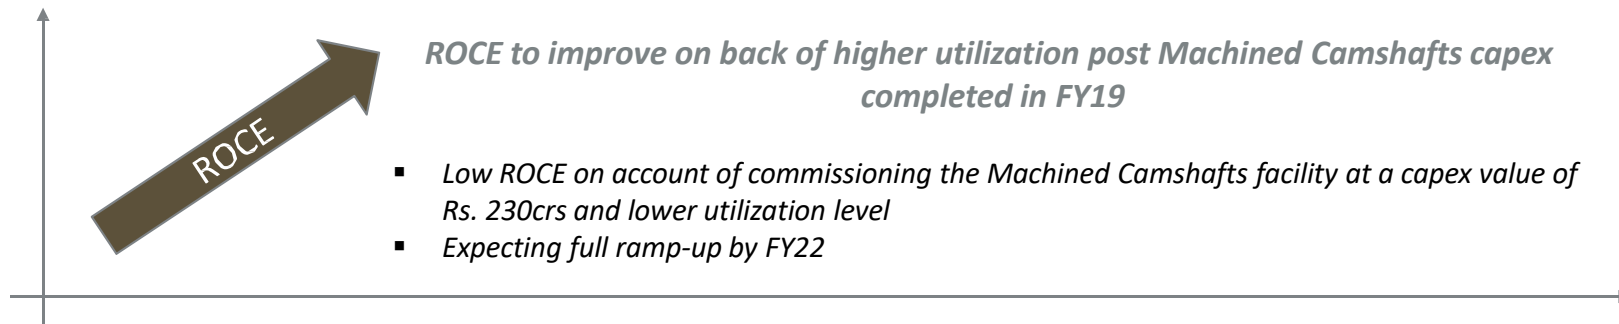 ROCE to improve on back of higher utilization post Machined Camshafts capex
completed in FY19
ROCE
▪ Low ROCE on account of commissioning the Machined Camshafts facility at a capex value of
Rs. 230crs and lower utilization level
▪ Expecting full ramp-up by FY22